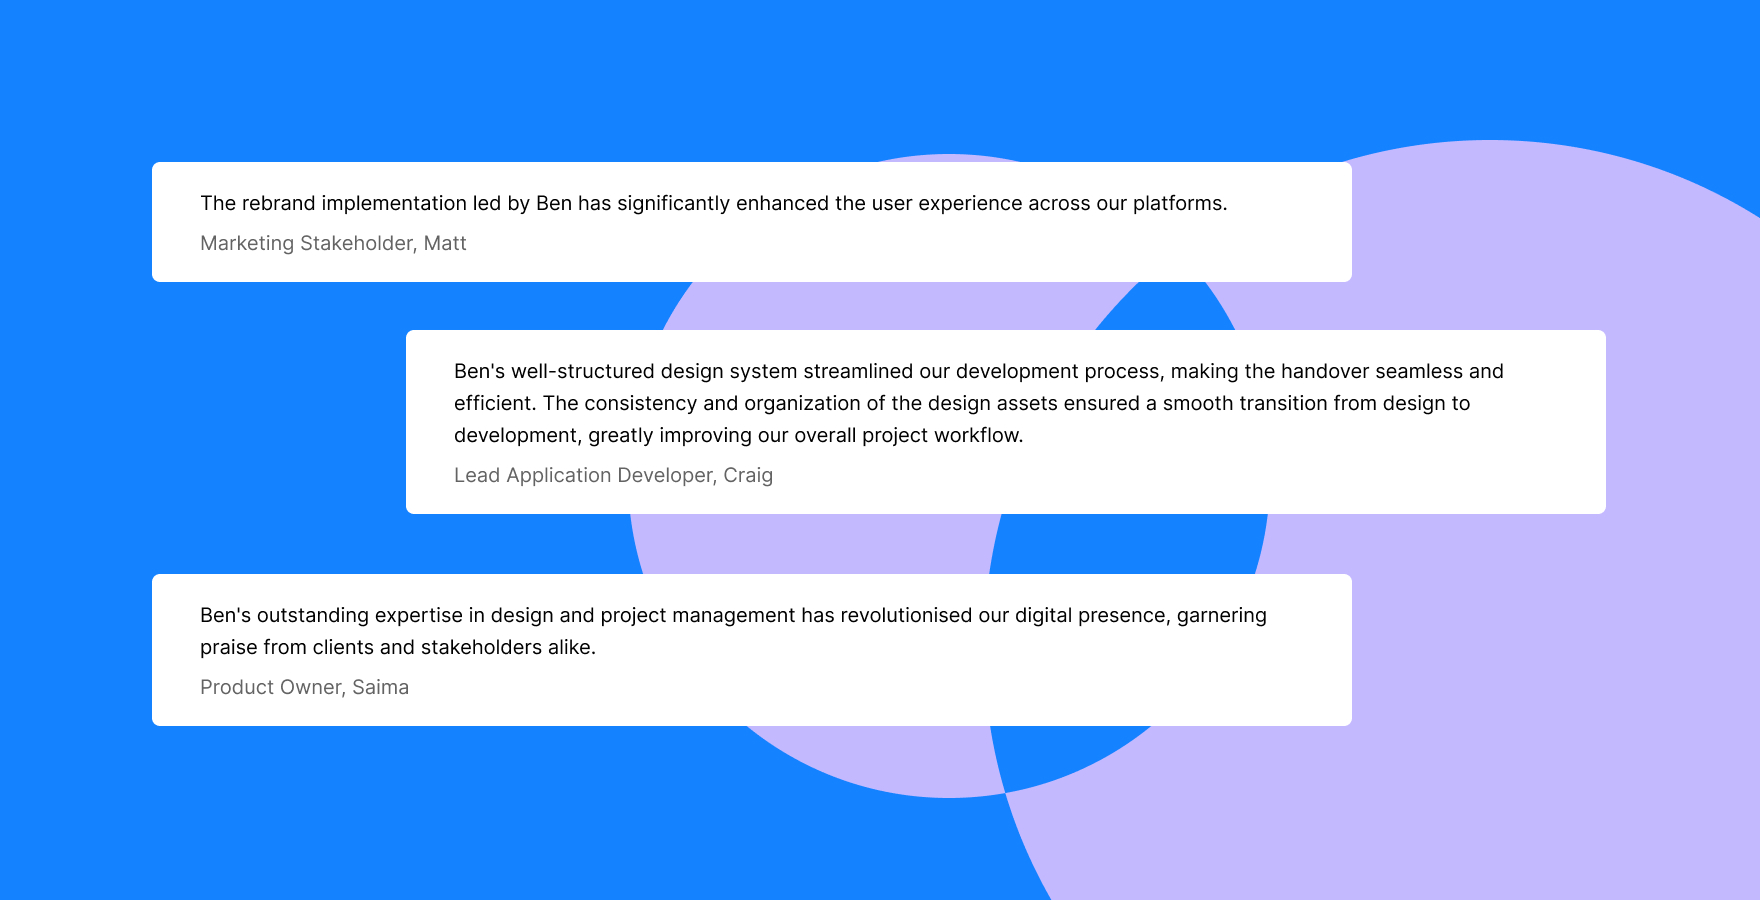 The rebrand implementation led by Ben has significantly enhanced the user experience across our platforms.
Marketing Stakeholder, Matt
Ben's well-structured design system streamlined our development process, making the handover seamless and
efficient. The consistency and organization of the design assets ensured a smooth transition from design to
development, greatly improving our overall project workflow.
Lead Application Developer, Craig
Ben's outstanding expertise in design and project management has revolutionised our digital presence, garnering
praise from clients and stakeholders alike.
Product Owner, Saima